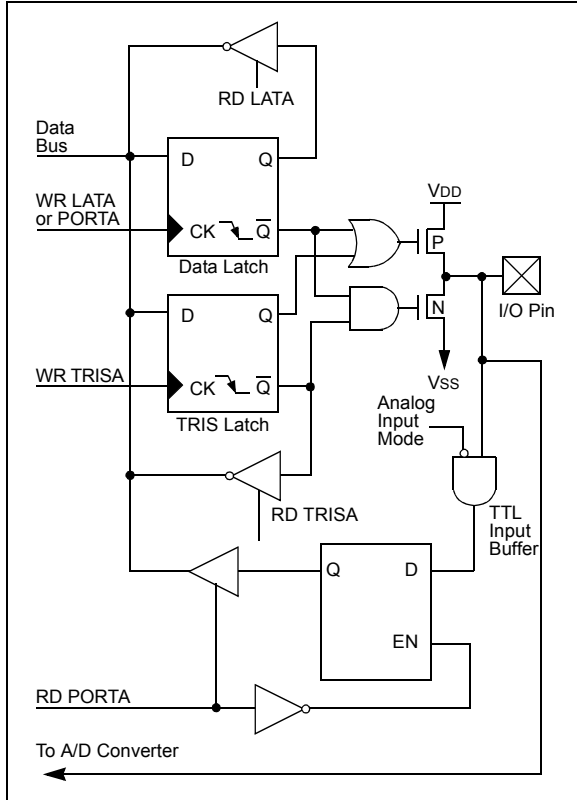 RD LATA
Data
Bus
D
Q
VDD
WR LATA
or PORTA
CK
Q
P
Data Latch
I/O Pin
D
Q
N
WR TRISA
CK
Q
VSS
TRIS Latch
Analog
Input
Mode
RD TRISA
TTL
Input
Buffer
Q
D
EN
RD PORTA
To A/D Converter